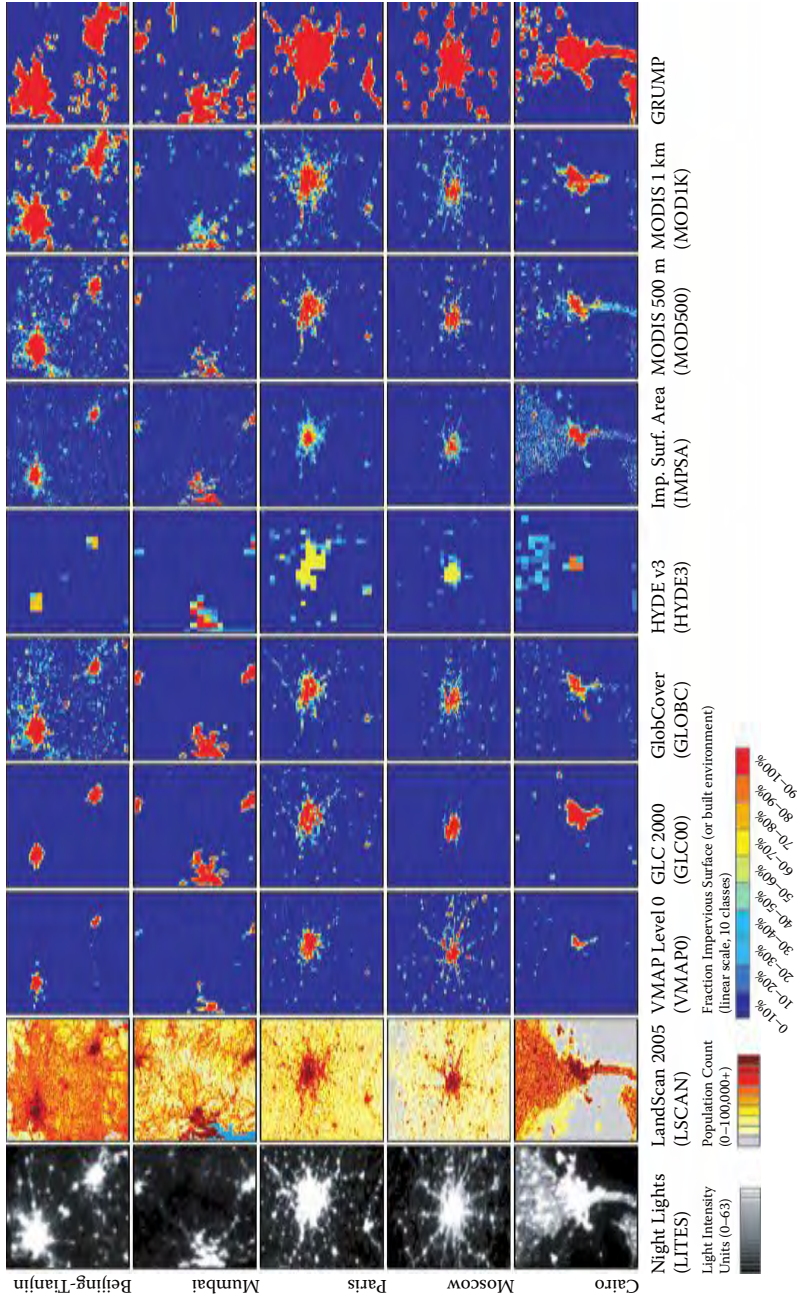 Beijing-Tianjin
Mumbai
Paris
Moscow
Cairo
Night Lights
(LITES)
LandScan 2005
(LSCAN)
VMAP Level 0
(VMAP0)
GLC 2000
(GLC00)
GlobCover
(GLOBC)
HYDE v3
(HYDE3)
Imp. Surf. Area
(IMPSA)
MODIS 500 m
(MOD500)
MODIS 1 km
(MOD1K)
GRUMP
Light Intensity
Units (0–63)
Population Count
(0–100,000+)
Fraction Impervious Surface (or built environment)
(linear scale, 10 classes)
0–10%
10–20%
20–30%
30–40%
40–50%
50–60%
60–70%
70–80%
80–90%
90–100%